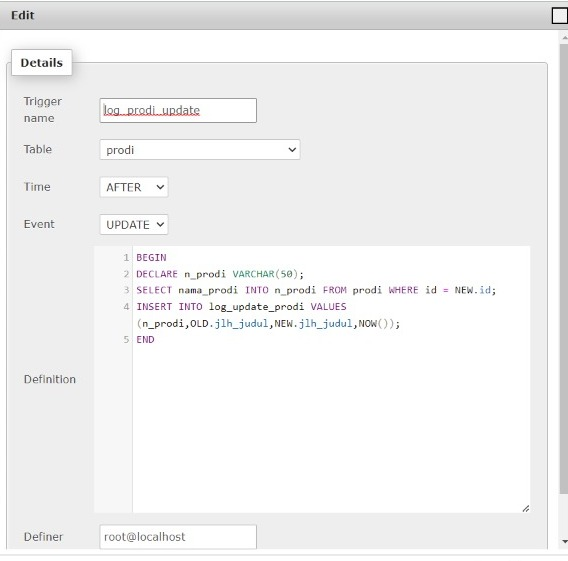 Edit
Details
Trigger
name
log_prodi_update
Table
prodi
Time
AFTER
Event
UPDATE
Definition
1 BEGIN
2 DECLARE n_prodi VARCHAR(50);
3 SELECT nama_prodi INTO n_prodi FROM prodi WHERE id = NEW.id;
4 INSERT INTO log_update_prodi VALUES
(n_prodi,OLD.jlh_judul,NEW.jlh_judul,NOW());
5 END
Definer
root@localhost